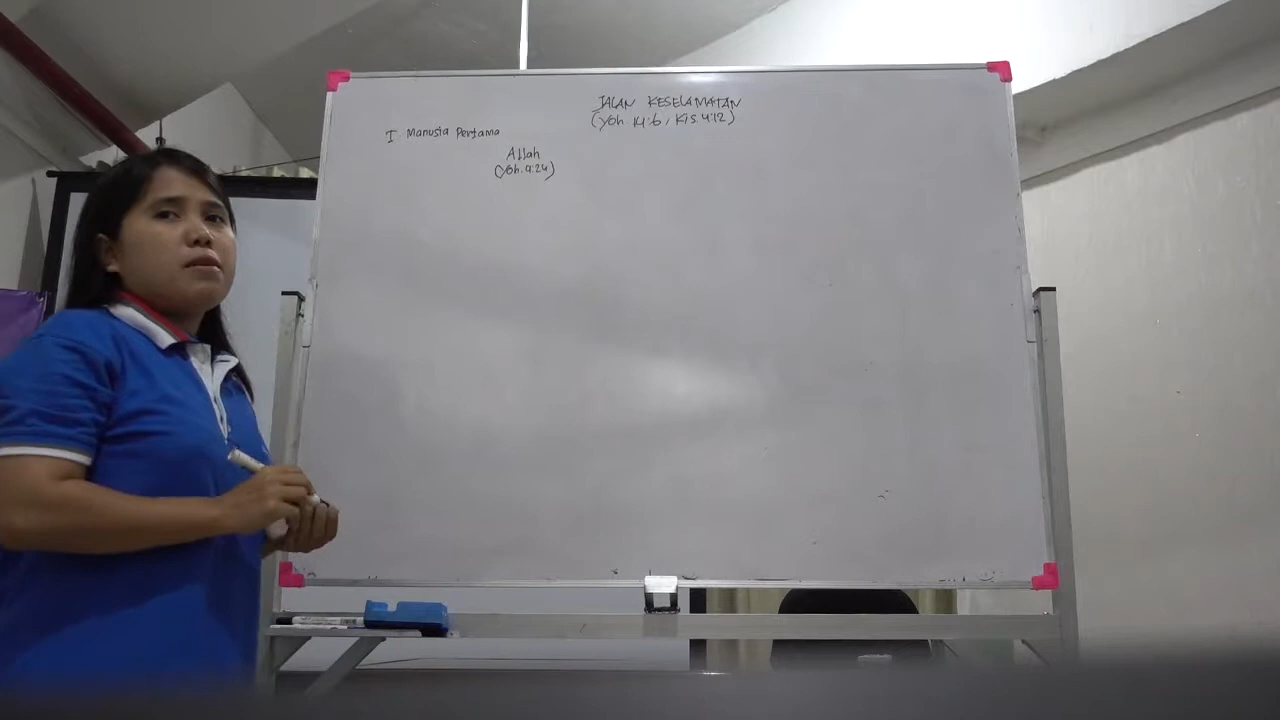 JALAN KESELAMATAN
(Yoh 14:6, Kis 4:12)
I Manusia Pertama
Allah
(Yoh. 4:24)